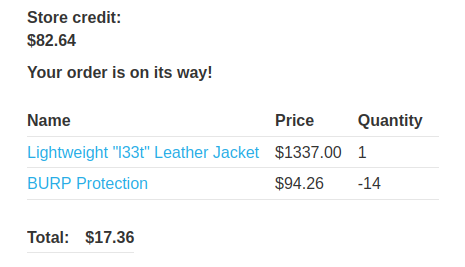 Store credit:
$82.64
Your order is on its way!
Name Price Quantity
Lightweight "l33t" Leather Jacket $1337.00 1
BURP Protection $94.26 -14
Total: $17.36